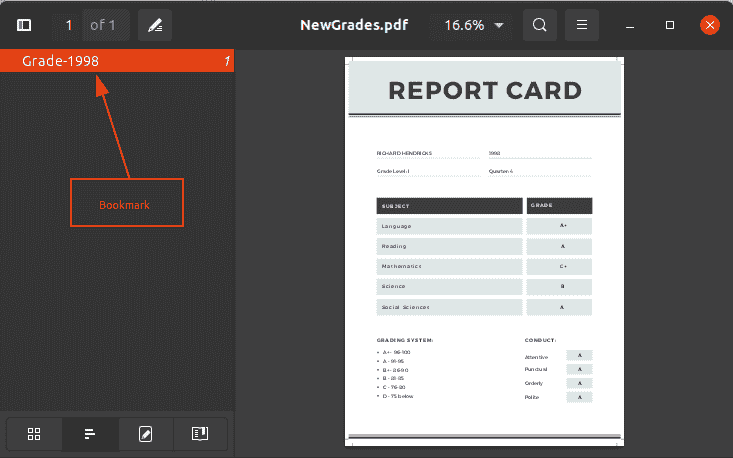 1 of 1 NewGrades.pdf 16.6%
Grade-1998 1
Bookmark
REPORT CARD
RICHARD HENDRICKS 1998
Grade Level: 1 Quarter: 4
SUBJECT GRADE
Language A+
Reading A
Mathematics C+
Science B
Social Sciences A
GRADING SYSTEM: CONDUCT:
• A+ - 96-100
• A - 91-95
• B+ - 86-90
• B - 81-85
• C - 76-80
• D - 75 below
Attentive A
Punctual A
Orderly A
Polite A